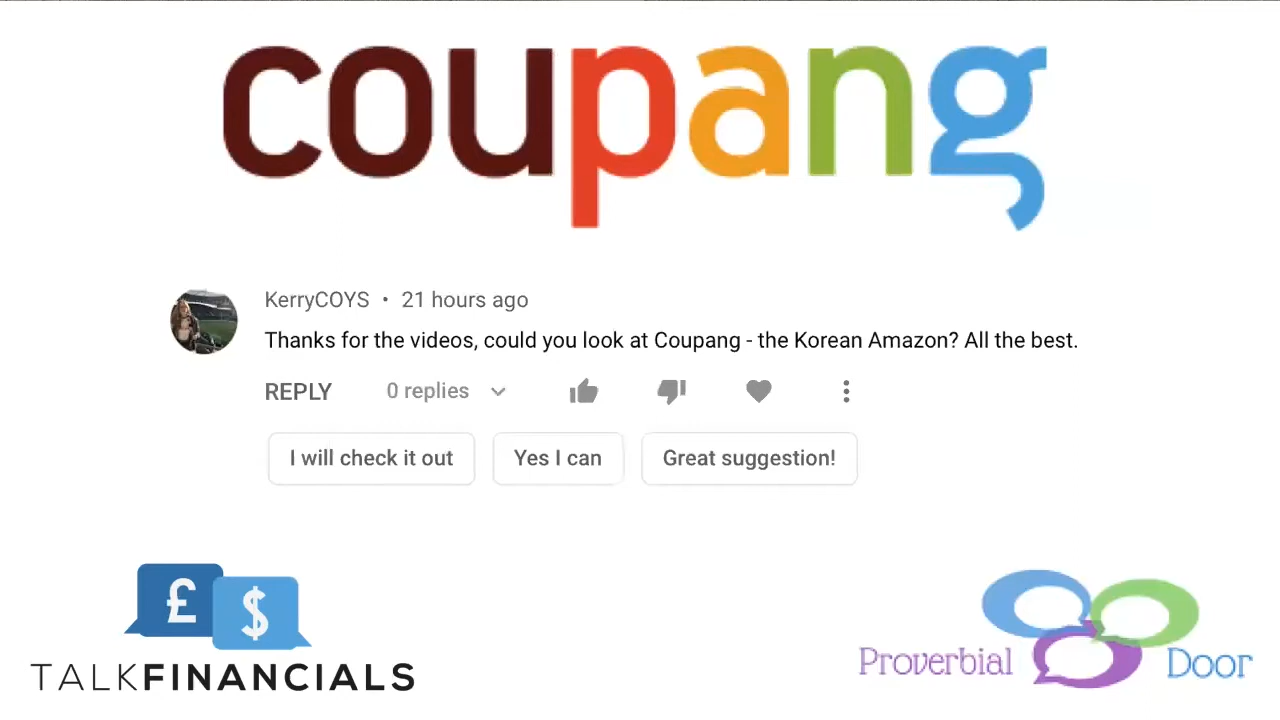 coupang
KerryCOYS • 21 hours ago
Thanks for the videos, could you look at Coupang - the Korean Amazon? All the best.
REPLY 0 replies
I will check it out Yes I can Great suggestion!
£ $
TALKFINANCIALS
Proverbial Door